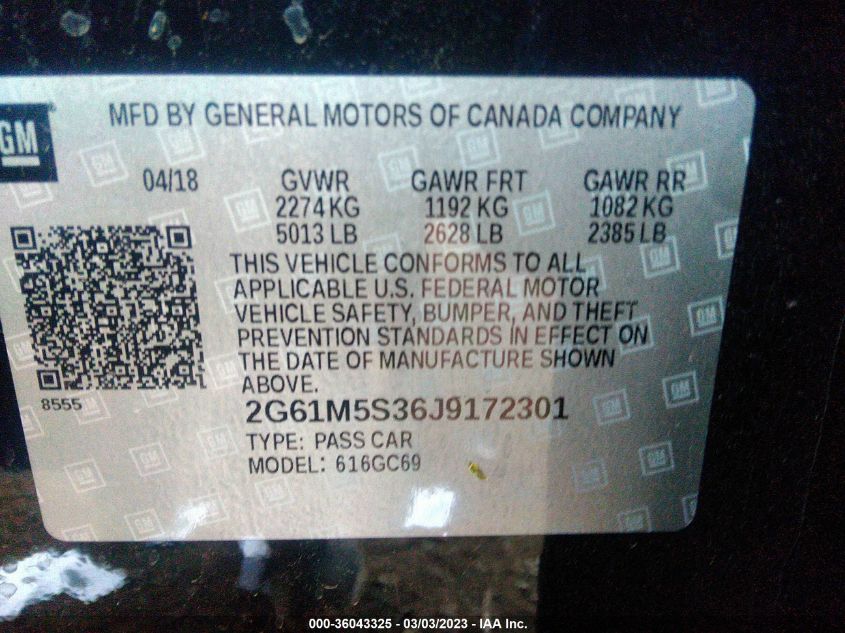 MFD BY GENERAL MOTORS OF CANADA COMPANY
GM
04/18 GVWR GAWR FRT GAWR RR
2274 KG 1192 KG 1082 KG
5013 LB 2628 LB 2385 LB
THIS VEHICLE CONFORMS TO ALL
APPLICABLE U.S. FEDERAL MOTOR
VEHICLE SAFETY, BUMPER, AND THEFT
PREVENTION STANDARDS IN EFFECT ON
THE DATE OF MANUFACTURE SHOWN
ABOVE.
8555
2G61M5S36J9172301
TYPE: PASS CAR
MODEL: 616GC69
000-36043325 - 03/03/2023 - IAA Inc.